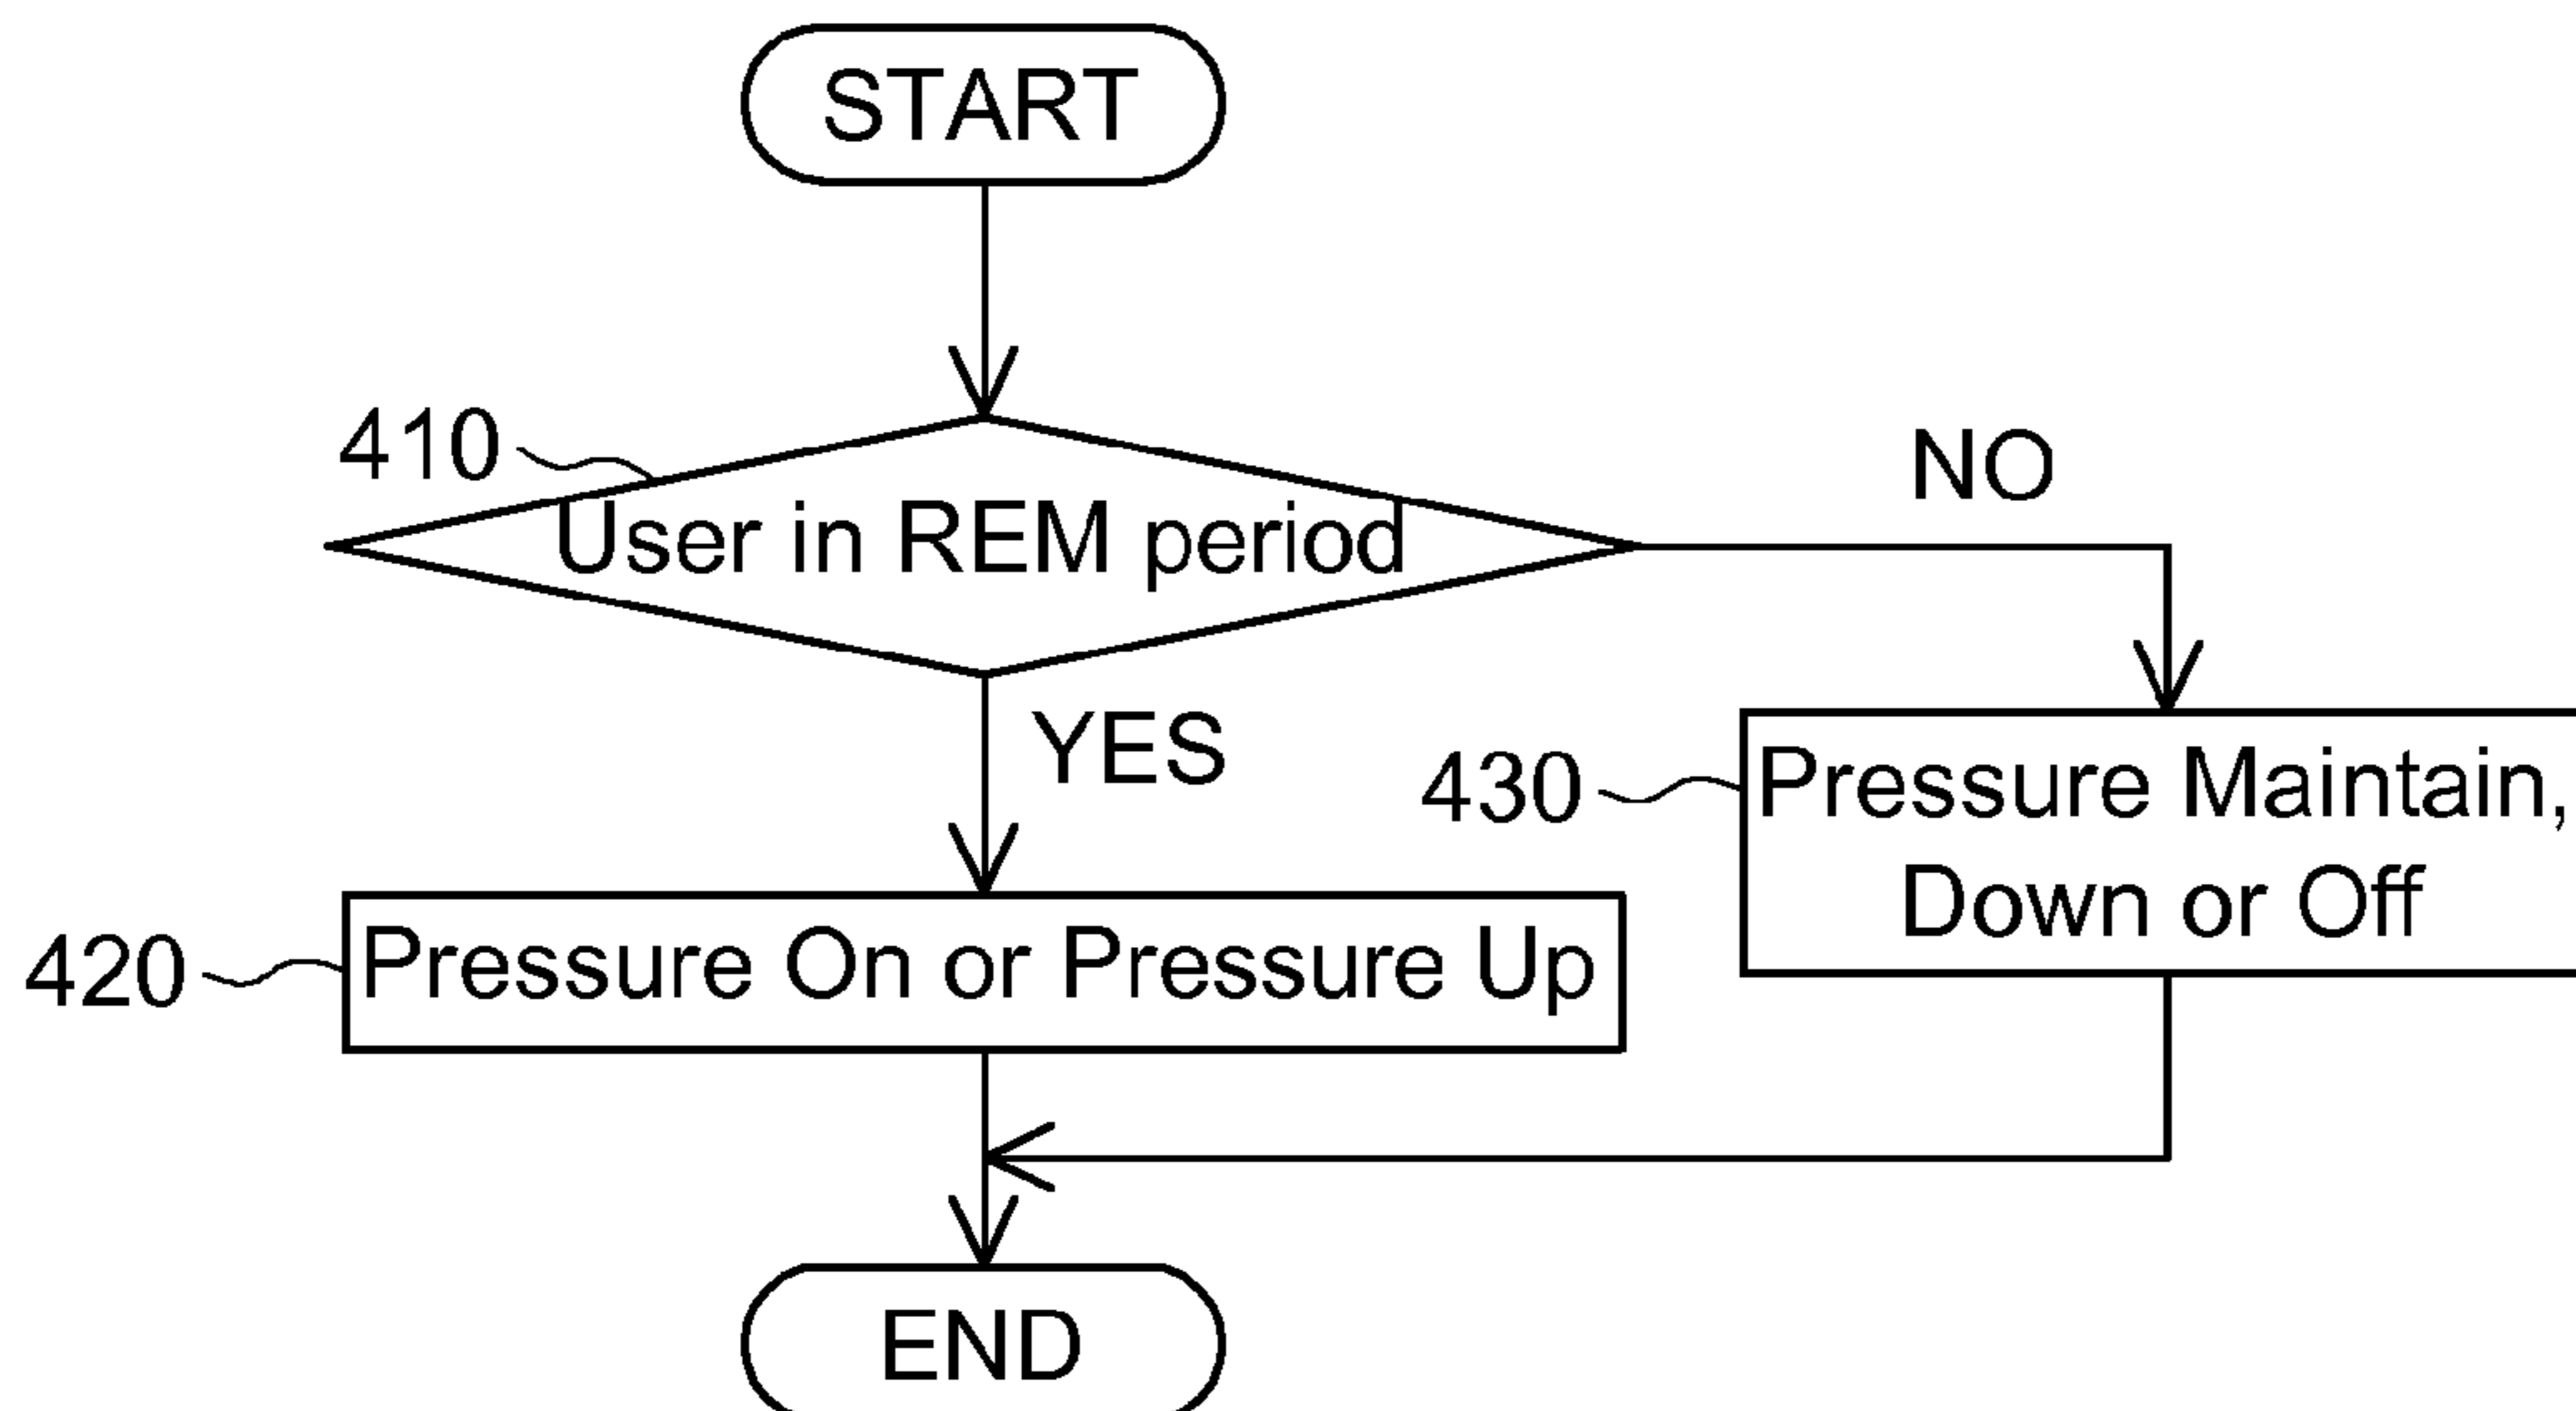 START
410
User in REM period
NO
YES
430
Pressure Maintain,
Down or Off
420
Pressure On or Pressure Up
END